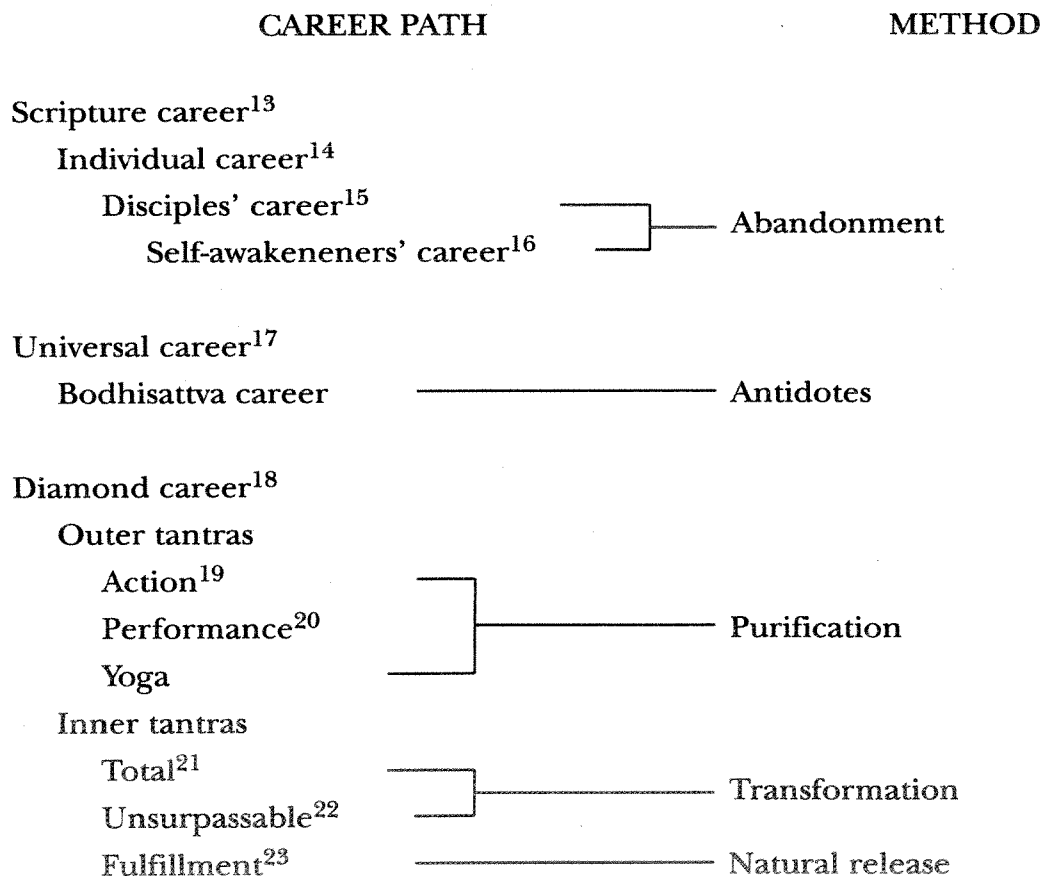 CAREER PATH METHOD
Scripture career13
Individual career14
Disciples' career15
Abandonment
Self-awakeneners' career16
Universal career17
Bodhisattva career Antidotes
Diamond career18
Outer tantras
Action19
Performance20 Purification
Yoga
Inner tantras
Total21
Transformation
Unsurpassable22
Fulfillment23 Natural release